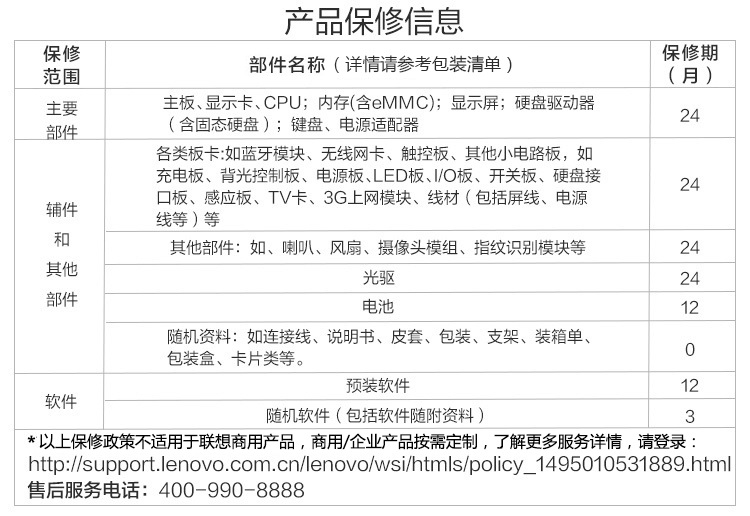 产品保修信息
保修
范围
部件名称（详情请参考包装清单）
保修期
（月）
主要
部件
主板、显示卡、CPU；内存(含eMMC)；显示屏；硬盘驱动器
（含固态硬盘）；键盘、电源适配器
24
辅件
和
其他
部件
各类板卡:如蓝牙模块、无线网卡、触控板、其他小电路板，如
充电板、背光控制板、电源板、LED板、I/O板、开关板、硬盘接
口板、感应板、TV卡、3G上网模块、线材（包括屏线、电源
线等）等
24
其他部件：如、喇叭、风扇、摄像头模组、指纹识别模块等
24
光驱
24
电池
12
随机资料：如连接线、说明书、皮套、包装、支架、装箱单、
包装盒、卡片类等。
0
软件
预装软件
12
随机软件（包括软件随附资料）
3
*以上保修政策不适用于联想商用产品，商用/企业产品按需定制，了解更多服务详情，请登录：
http://support.lenovo.com.cn/lenovo/wsi/htmls/policy_1495010531889.html
售后服务电话：400-990-8888